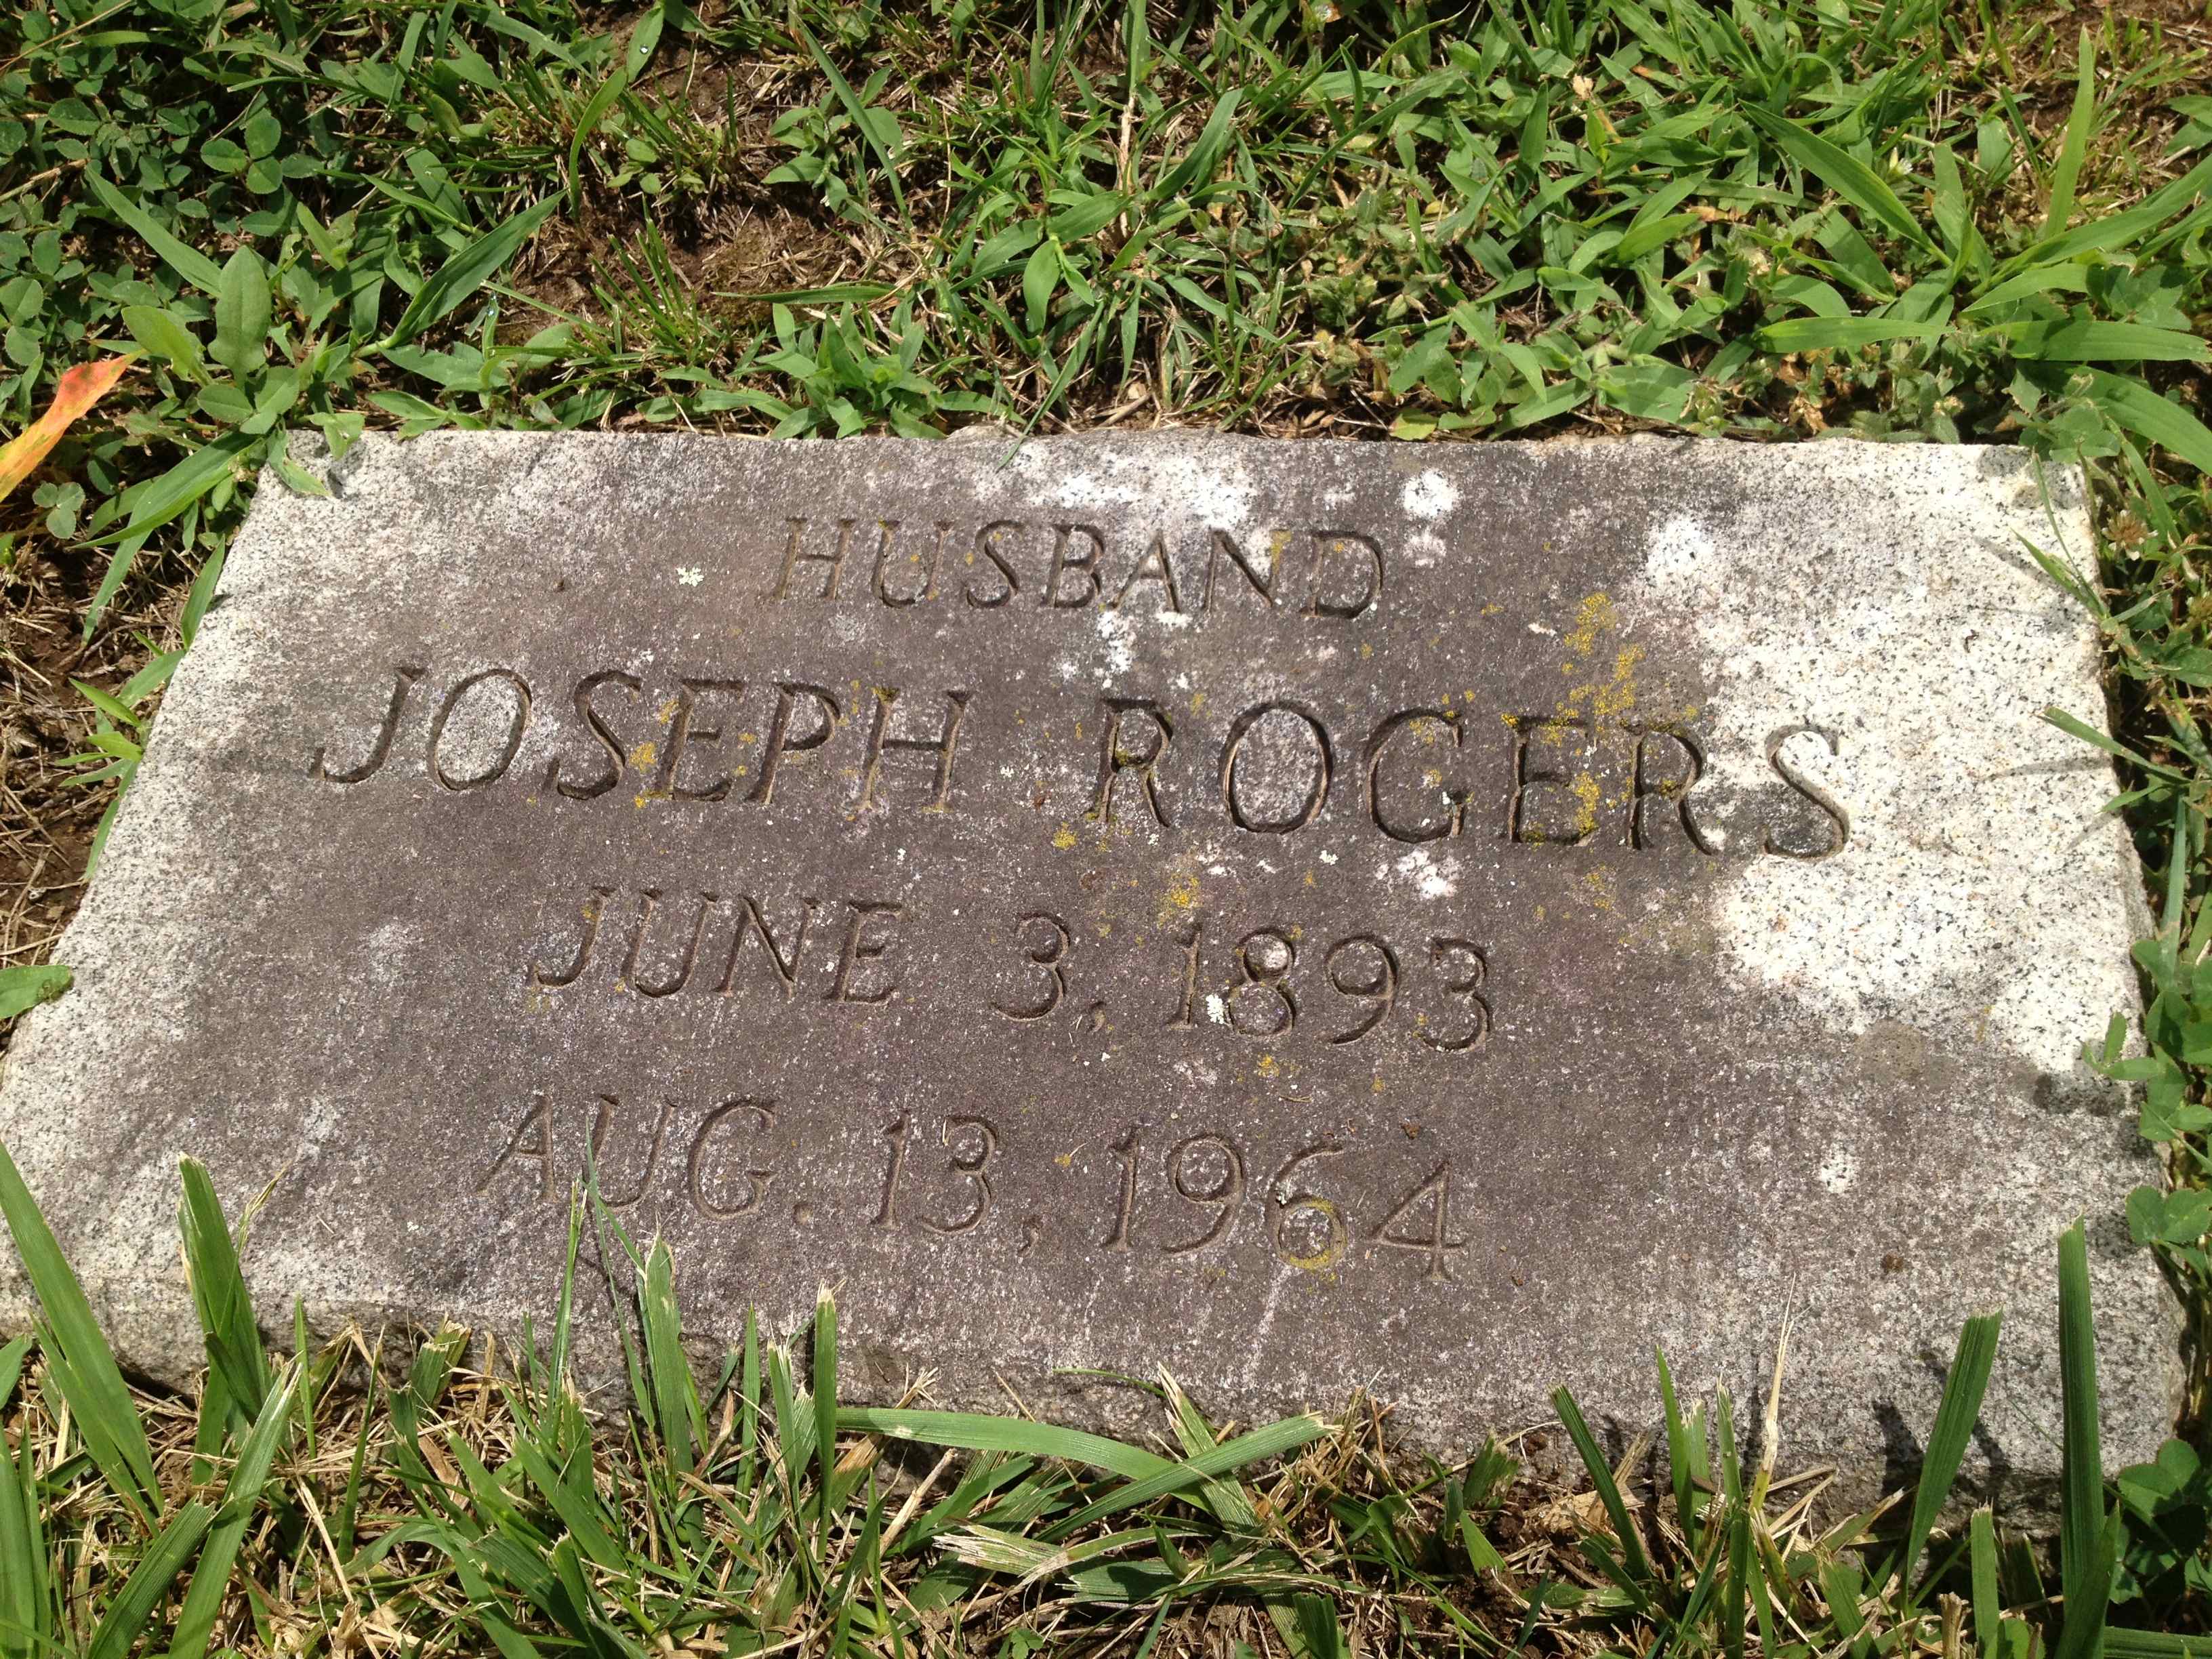 HUSBAND
JOSEPH ROGERS
JUNE 3, 1893
AUG. 13, 1964